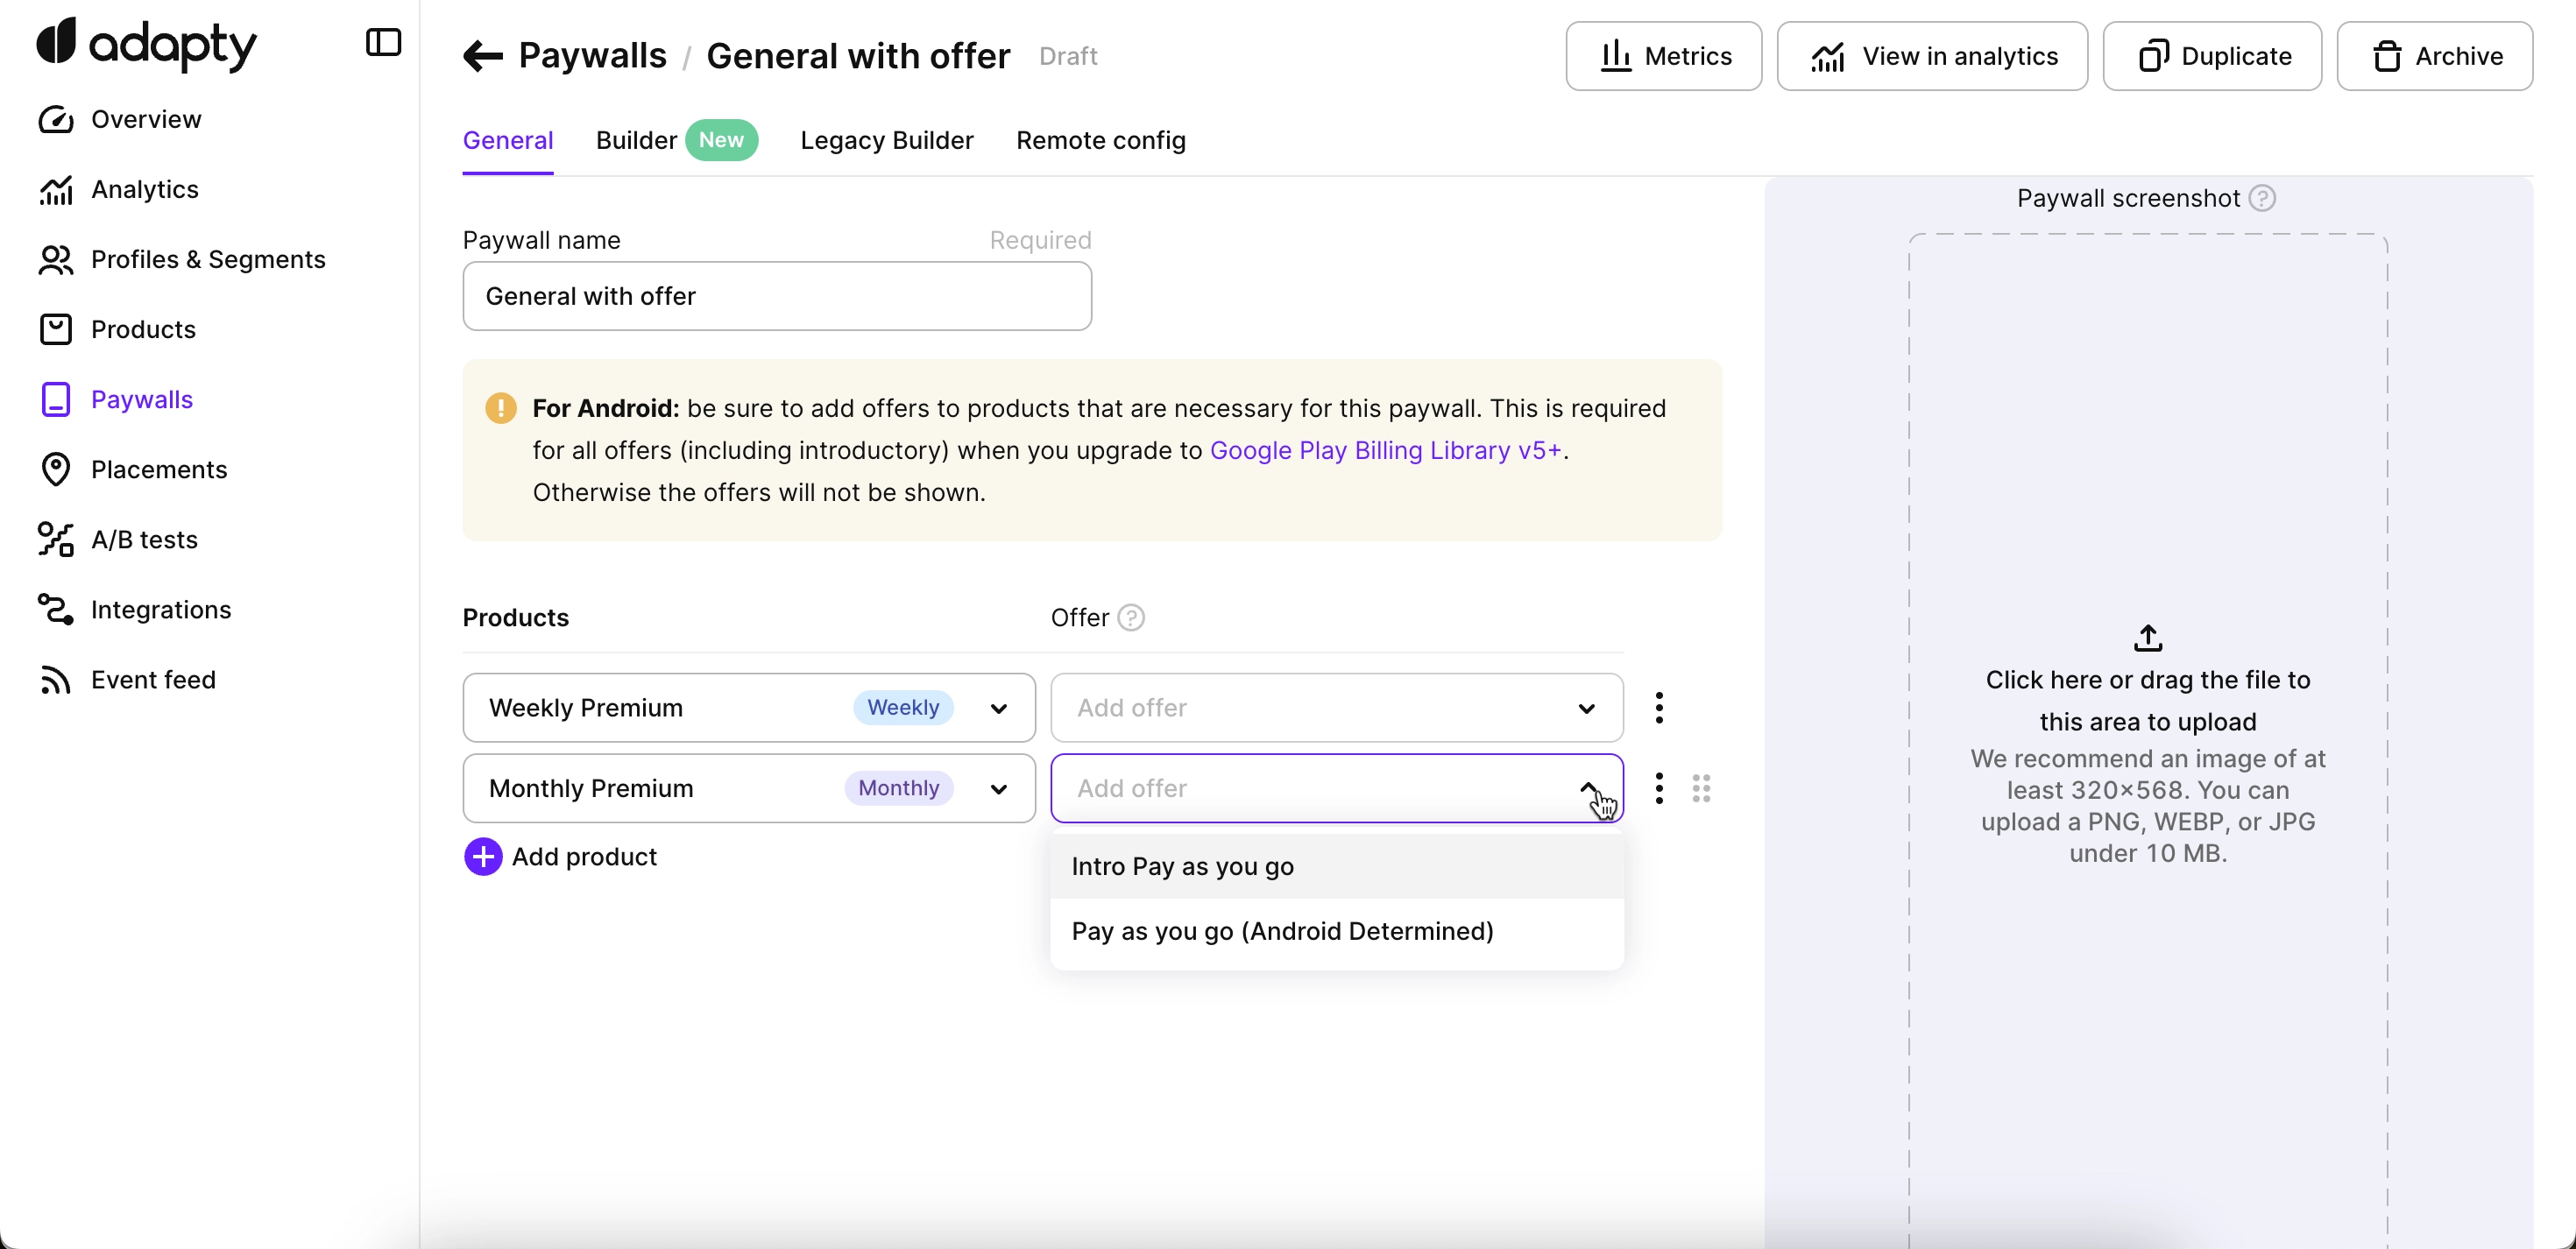 adapty
Overview
Analytics
Profiles & Segments
Products
Paywalls
Placements
A/B tests
Integrations
Event feed
Paywalls / General with offer Draft
Metrics
View in analytics
Duplicate
Archive
General
Builder New
Legacy Builder
Remote config
Paywall name
Required
General with offer
For Android: be sure to add offers to products that are necessary for this paywall. This is required
for all offers (including introductory) when you upgrade to Google Play Billing Library v5+.
Otherwise the offers will not be shown.
Products
Offer ?
Weekly Premium Weekly
Add offer
Monthly Premium Monthly
Add offer
Add product
Intro Pay as you go
Pay as you go (Android Determined)
Paywall screenshot ?
Click here or drag the file to
this area to upload
We recommend an image of at
least 320×568. You can
upload a PNG, WEBP, or JPG
under 10 MB.